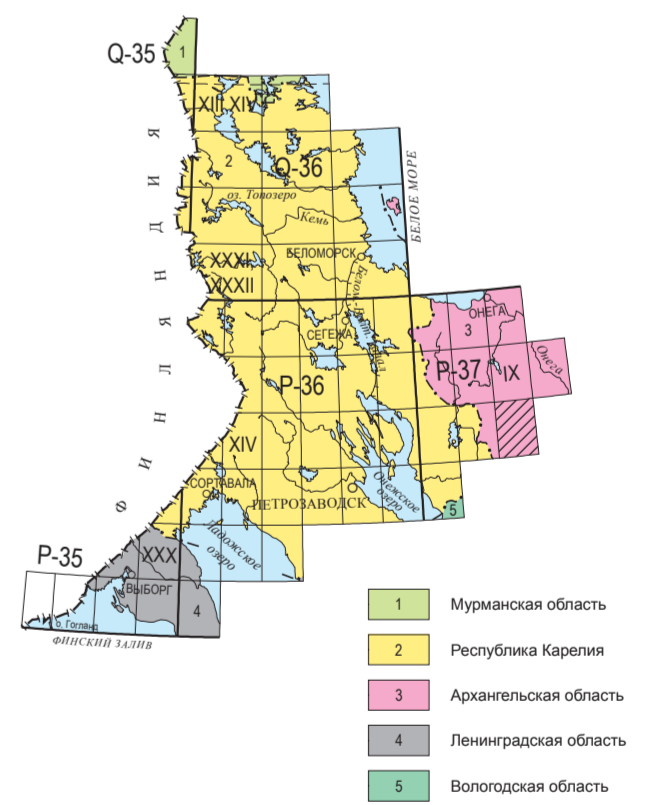 Q-35
1
XIII XIV
2
Q-36
оз. Топозеро
Кемь
БЕЛОЕ МОРЕ
БЕЛОМОРСК
XXXI
XXXII
ФИНЛЯНДИЯ
СЕГЕЖА
ОНЕГА
3
P-37
IX
Онега
P-36
XIV
СОРТАВАЛА
ПЕТРОЗАВОДСК
Онежское
озеро
5
Ладожское
озеро
P-35
XXX
ВЫБОРГ
4
о. Гогланд
ФИНСКИЙ ЗАЛИВ
1 Мурманская область
2 Республика Карелия
3 Архангельская область
4 Ленинградская область
5 Вологодская область